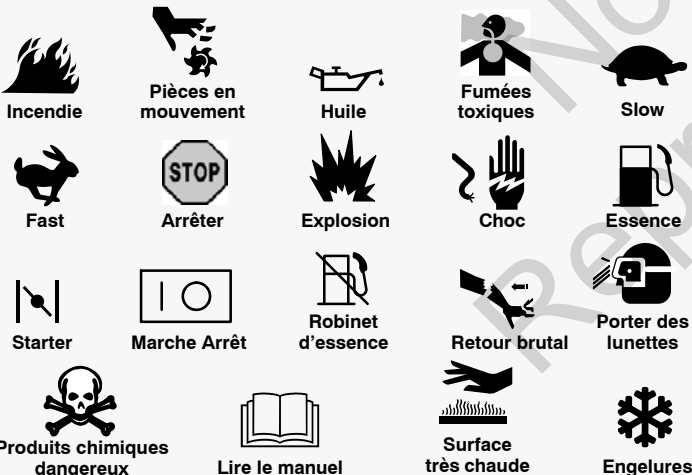 Incendie
Pièces en
mouvement
Huile
Fumées
toxiques
Slow
STOP
Fast
Arrêter
Explosion
Choc
Essence
Starter
Marche Arrêt
Robinet
d’essence
Retour brutal
Porter des
lunettes
Produits chimiques
dangereux
Lire le manuel
Surface
très chaude
Engelures